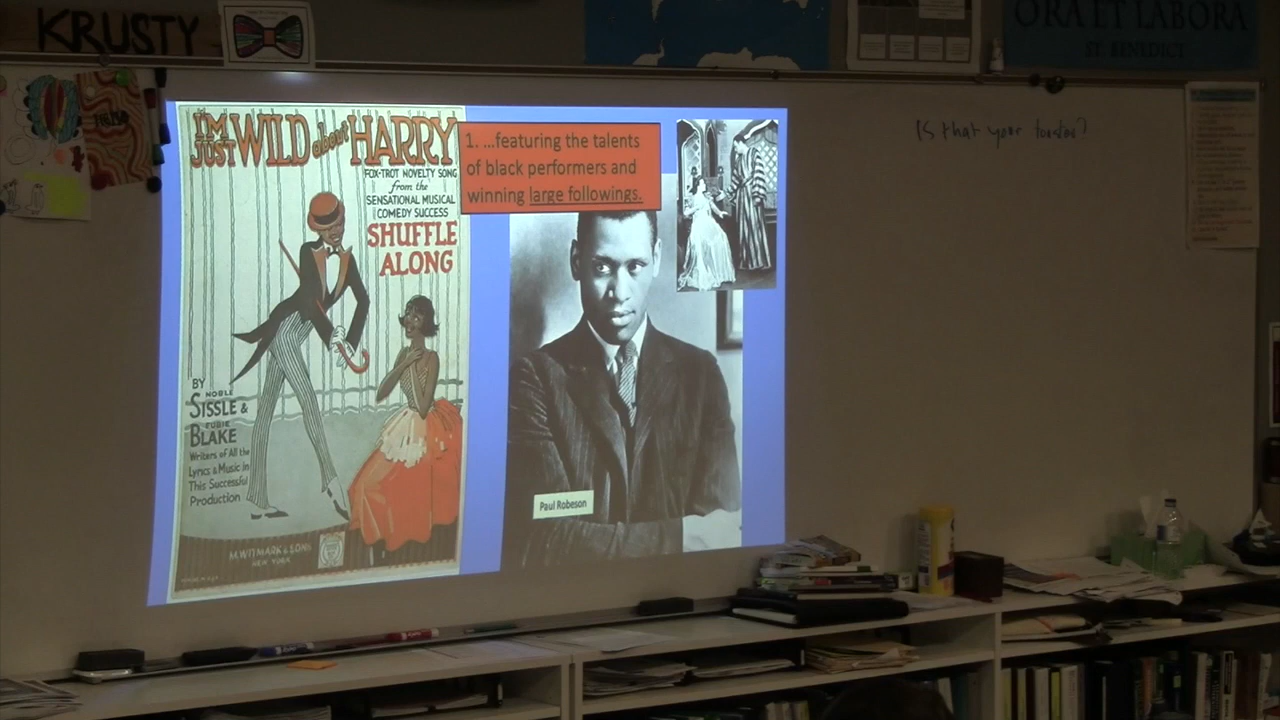 KRUSTY
ORA ET LABORA
ST. BENEDICT
Is that your
I'M JUST WILD about HARRY
FOX-TROT NOVELTY SONG
from the
SENSATIONAL MUSICAL
COMEDY SUCCESS
SHUFFLE
ALONG
BY
NOBLE
SISSLE &
EUBIE
BLAKE
Writers of All the
Lyrics & Music in
This Successful
Production
M. WITMARK & SONS
NEW YORK
1. ...featuring the talents
of black performers and
winning large followings.
Paul Robeson